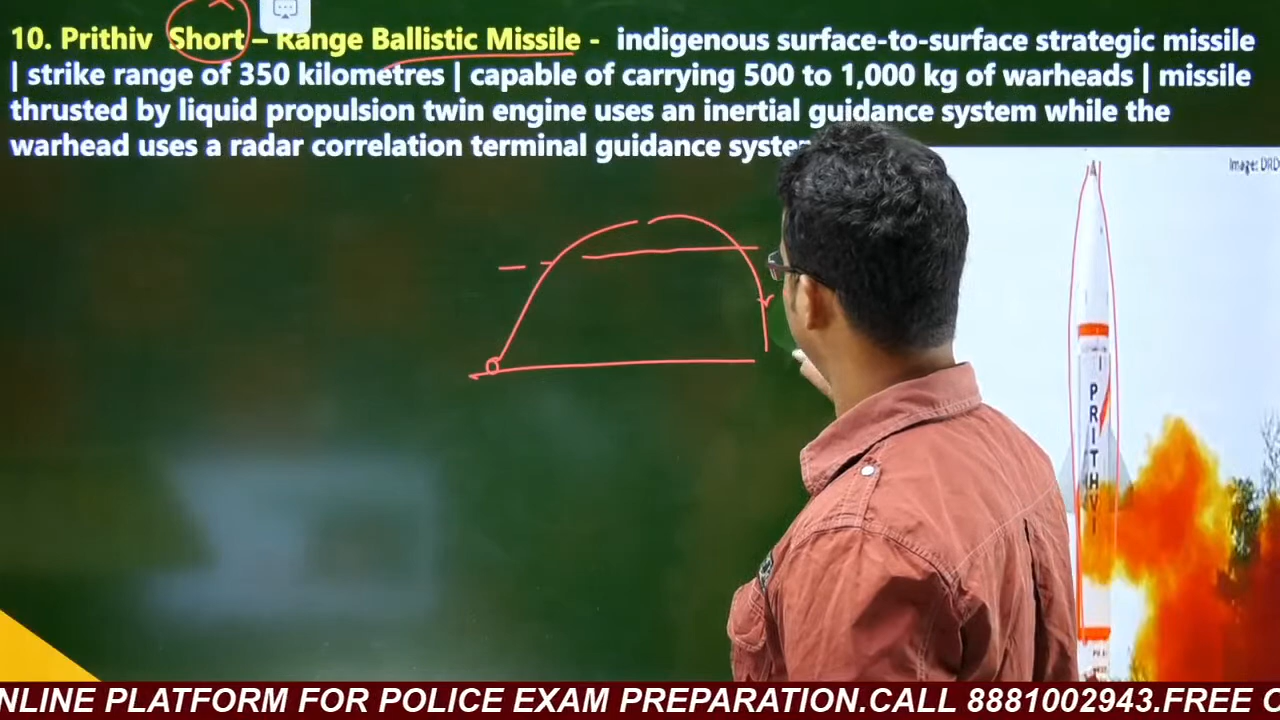 10. Prithiv Short – Range Ballistic Missile - indigenous surface-to-surface strategic missile
| strike range of 350 kilometres | capable of carrying 500 to 1,000 kg of warheads | missile
thrusted by liquid propulsion twin engine uses an inertial guidance system while the
warhead uses a radar correlation terminal guidance syste
Image: DRD
PRITHVI
NLINE PLATFORM FOR POLICE EXAM PREPARATION.CALL 8881002943.FREE